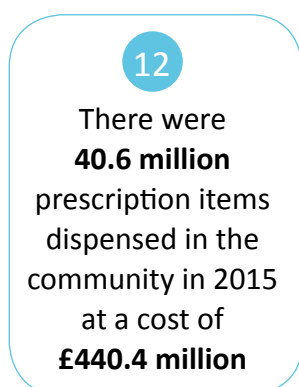 12
There were
40.6 million
prescription items
dispensed in the
community in 2015
at a cost of
£440.4 million